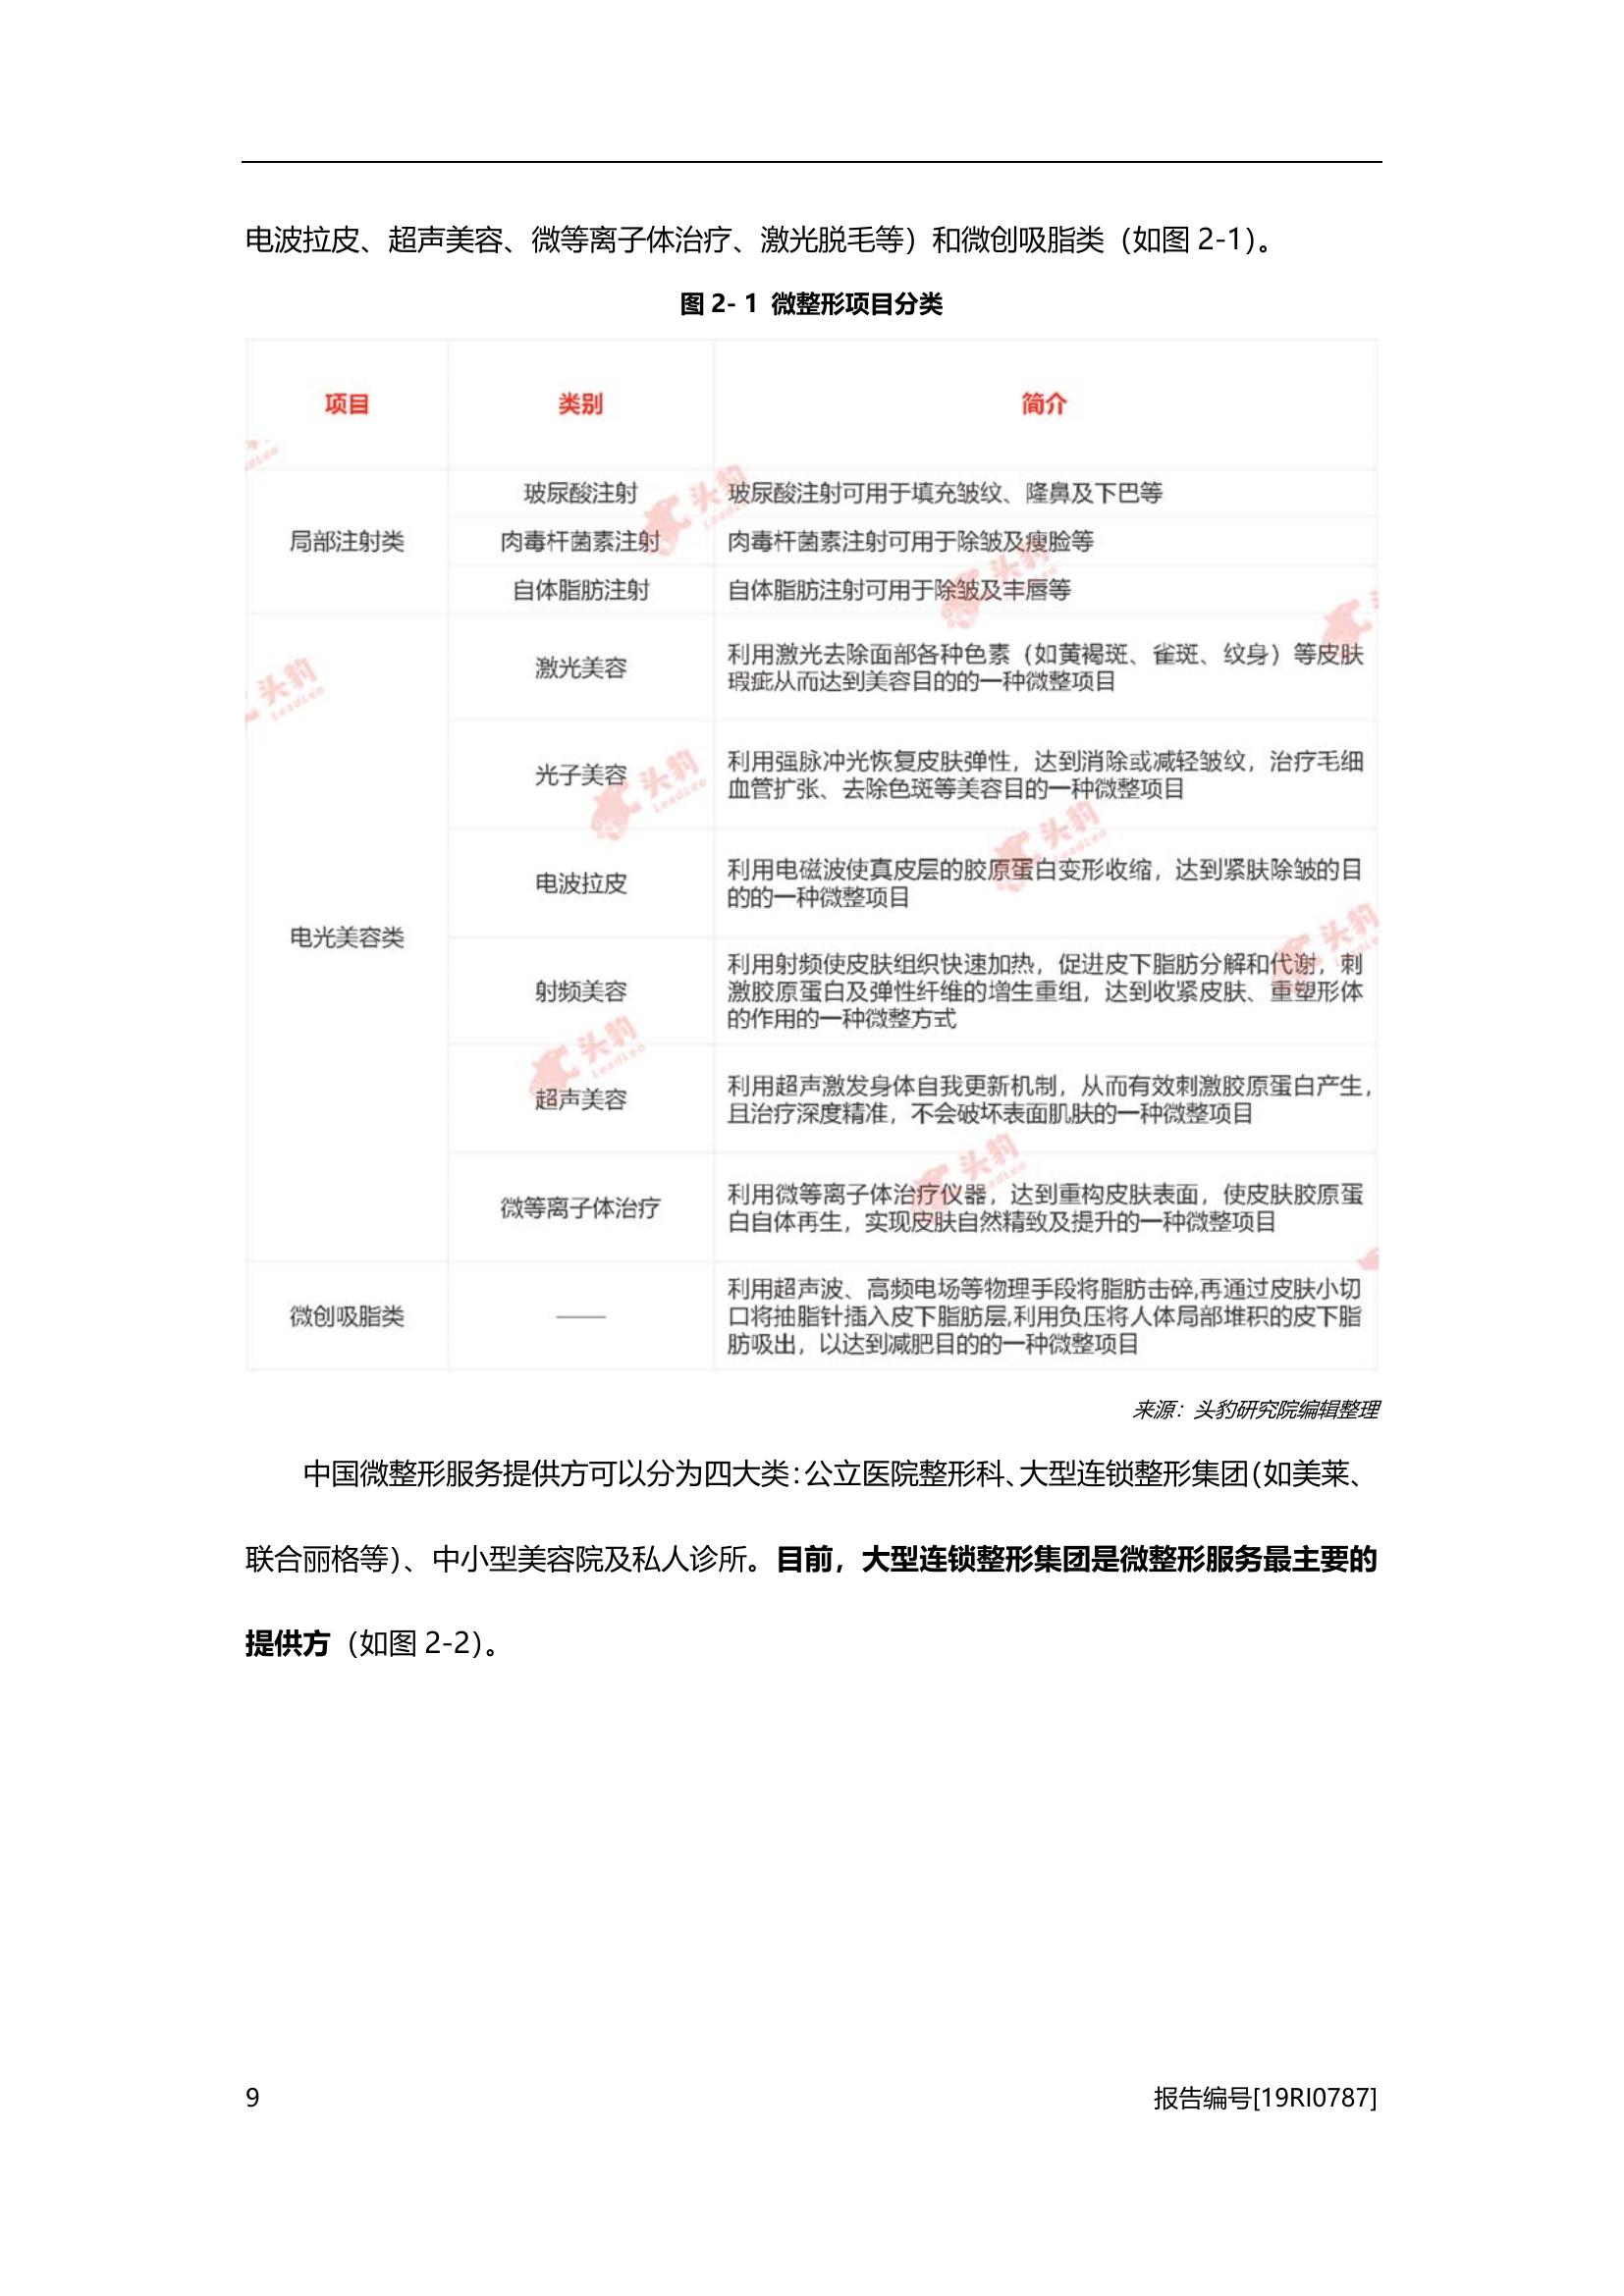 电波拉皮、超声美容、微等离子体治疗、激光脱毛等）和微创吸脂类（如图 2-1）。
图 2- 1 微整形项目分类
项目 类别 简介
局部注射类
玻尿酸注射 玻尿酸注射可用于填充皱纹、隆鼻及下巴等
肉毒杆菌素注射 肉毒杆菌素注射可用于除皱及瘦脸等
自体脂肪注射 自体脂肪注射可用于除皱及丰唇等
电光美容类
激光美容
利用激光去除面部各种色素（如黄褐斑、雀斑、纹身）等皮肤
瑕疵从而达到美容目的的一种微整项目
光子美容
利用强脉冲光恢复皮肤弹性，达到消除或减轻皱纹，治疗毛细
血管扩张、去除色斑等美容目的一种微整项目
电波拉皮
利用电磁波使真皮层的胶原蛋白变形收缩，达到紧肤除皱的目
的的一种微整项目
射频美容
利用射频使皮肤组织快速加热，促进皮下脂肪分解和代谢，刺
激胶原蛋白及弹性纤维的增生重组，达到收紧皮肤、重塑形体
的作用的一种微整方式
超声美容
利用超声激发身体自我更新机制，从而有效刺激胶原蛋白产生，
且治疗深度精准，不会破坏表面肌肤的一种微整项目
微等离子体治疗
利用微等离子体治疗仪器，达到重构皮肤表面，使皮肤胶原蛋
白自体再生，实现皮肤自然精致及提升的一种微整项目
微创吸脂类
——
利用超声波、高频电场等物理手段将脂肪击碎,再通过皮肤小切
口将抽脂针插入皮下脂肪层,利用负压将人体局部堆积的皮下脂
肪吸出，以达到减肥目的的一种微整项目
头豹
LeadLeo
来源：头豹研究院编辑整理
中国微整形服务提供方可以分为四大类：公立医院整形科、大型连锁整形集团（如美莱、
联合丽格等）、中小型美容院及私人诊所。目前，大型连锁整形集团是微整形服务最主要的
提供方（如图 2-2）。
9 报告编号[19RI0787]